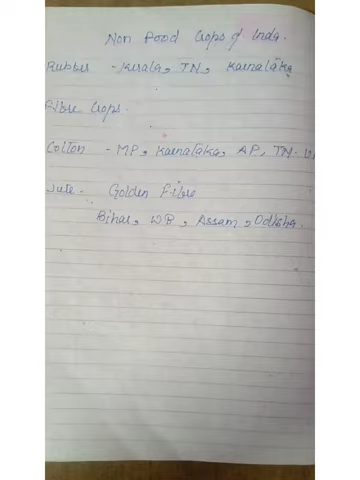 Non Food Crops of India.
Rubber - Kerala, TN, Karnataka
Fibre Crops.
Cotton - MP, Karnataka, AP, TN.
Jute. Golden Fibre
Bihar, WB, Assam, Odisha.